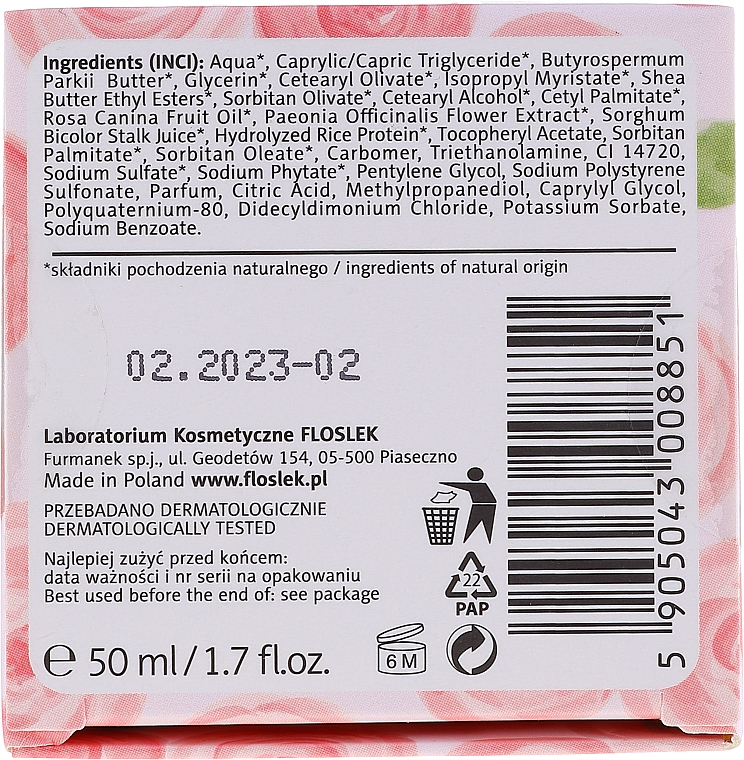 Ingredients (INCI): Aqua*, Caprylic/Capric Triglyceride*, Butyrospermum
Parkii Butter*, Glycerin*, Cetearyl Olivate*, Isopropyl Myristate*, Shea
Butter Ethyl Esters*, Sorbitan Olivate*, Cetearyl Alcohol*, Cetyl Palmitate*,
Rosa Canina Fruit Oil*, Paeonia Officinalis Flower Extract*, Sorghum
Bicolor Stalk Juice*, Hydrolyzed Rice Protein*, Tocopheryl Acetate, Sorbitan
Palmitate*, Sorbitan Oleate*, Carbomer, Triethanolamine, CI 14720,
Sodium Sulfate*, Sodium Phytate*, Pentylene Glycol, Sodium Polystyrene
Sulfonate, Parfum, Citric Acid, Methylpropanediol, Caprylyl Glycol,
Polyquaternium-80, Didecyldimonium Chloride, Potassium Sorbate,
Sodium Benzoate.
*składniki pochodzenia naturalnego / ingredients of natural origin
02.2023-02
Laboratorium Kosmetyczne FLOSLEK
Furmanek sp.j., ul. Geodetów 154, 05-500 Piaseczno
Made in Poland www.floslek.pl
PRZEBADANO DERMATOLOGICZNIE
DERMATOLOGICALLY TESTED
Najlepiej zużyć przed końcem:
data ważności i nr serii na opakowaniu
Best used before the end of: see package
22
PAP
e 50 ml / 1.7 fl.oz.
6 M
5 905043 008851